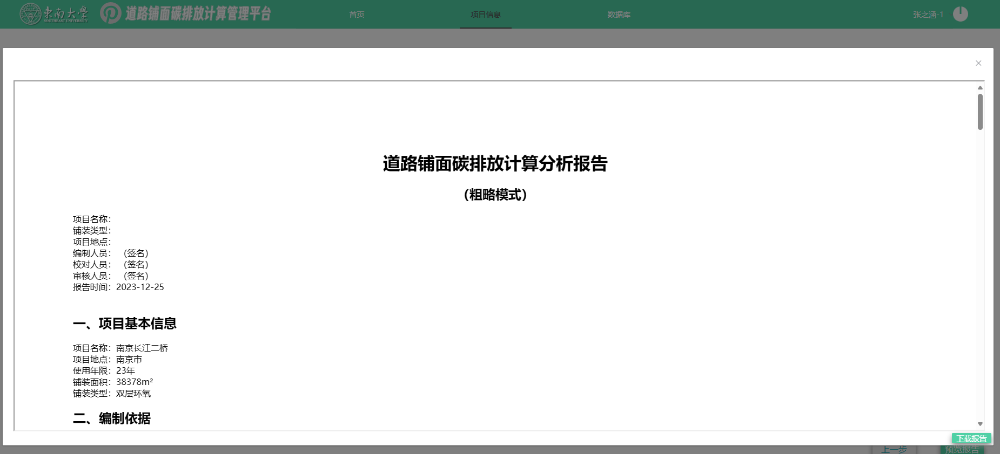 東南大學
SOUTHEAST UNIVERSITY
道路铺面碳排放计算管理平台
首页
项目信息
数据库
张之涵-1
道路铺面碳排放计算分析报告
（粗略模式）
项目名称：
铺装类型：
项目地点：
编制人员： （签名）
校对人员： （签名）
审核人员： （签名）
报告时间：2023-12-25
一、项目基本信息
项目名称：南京长江二桥
项目地点：南京市
使用年限：23年
铺装面积：38378m²
铺装类型：双层环氧
二、编制依据
下载报告
上一步
预览报告